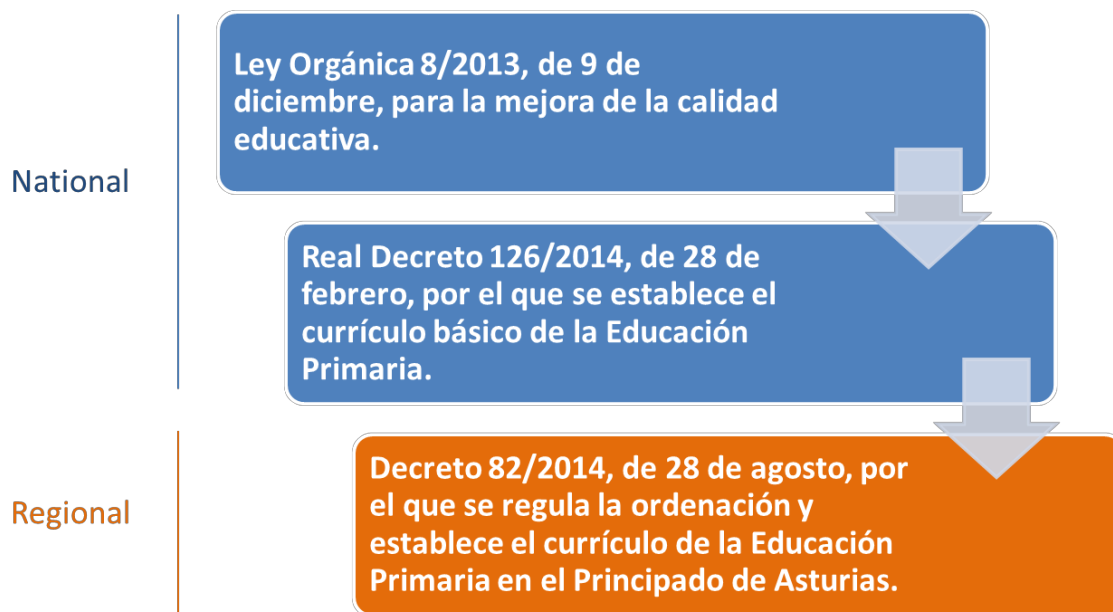 National
Ley Orgánica 8/2013, de 9 de
diciembre, para la mejora de la calidad
educativa.
Real Decreto 126/2014, de 28 de
febrero, por el que se establece el
currículo básico de la Educación
Primaria.
Regional
Decreto 82/2014, de 28 de agosto, por
el que se regula la ordenación y
establece el currículo de la Educación
Primaria en el Principado de Asturias.